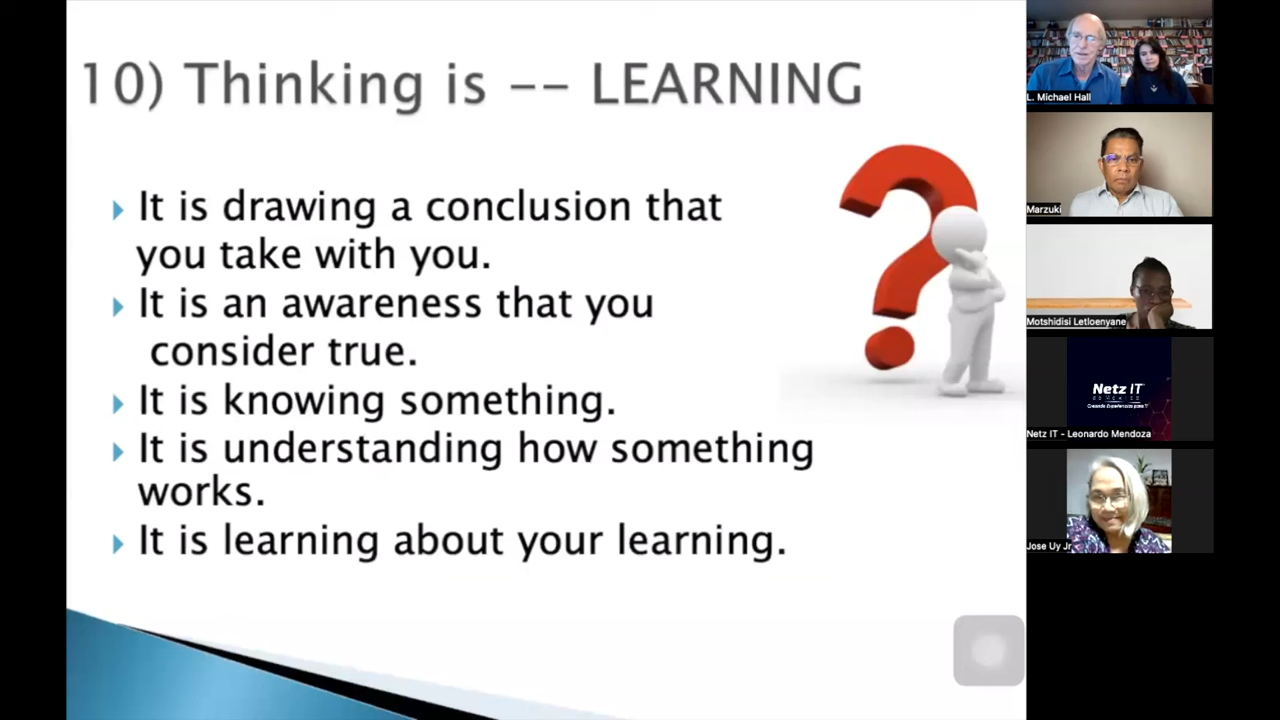 10) Thinking is -- LEARNING
It is drawing a conclusion that
you take with you.
It is an awareness that you
consider true.
It is knowing something.
It is understanding how something
works.
It is learning about your learning.
L. Michael Hall
Marzuki
Motshidisi Letloenyane
Netz IT
Netz IT - Leonardo Mendoza
Jose Uy Jr